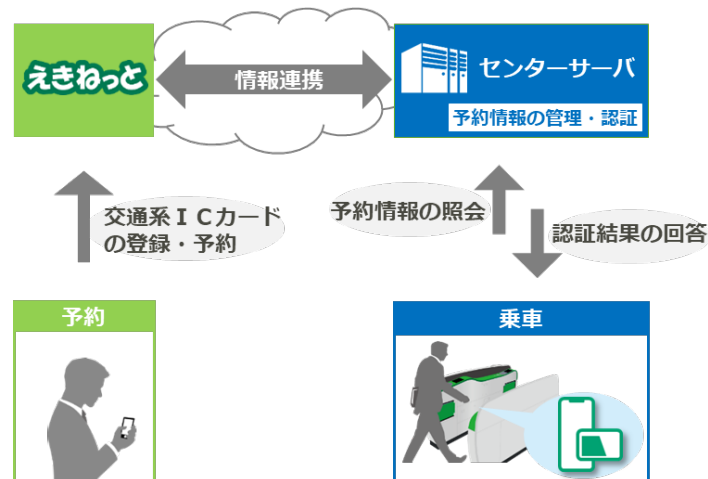 えきねっと
情報連携
センターサーバ
予約情報の管理・認証
交通系ＩＣカード
の登録・予約
予約情報の照会
認証結果の回答
予約
乗車